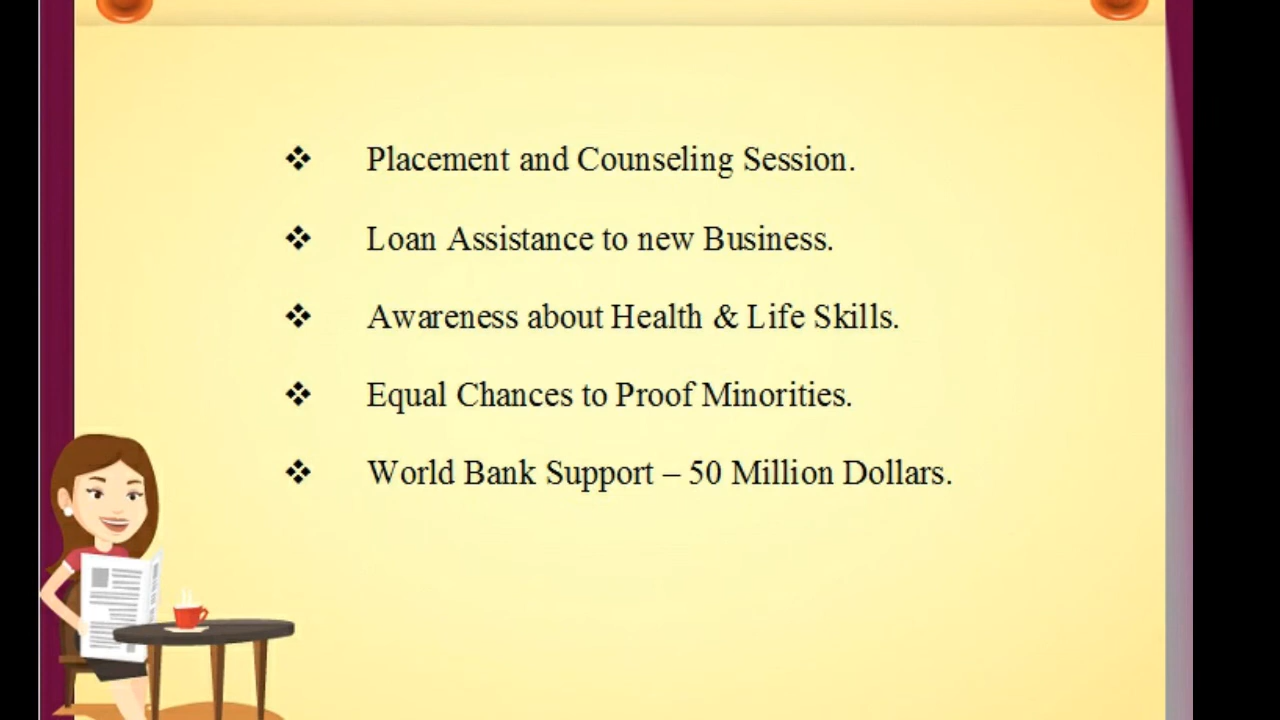 ❖ Placement and Counseling Session.
❖ Loan Assistance to new Business.
❖ Awareness about Health & Life Skills.
❖ Equal Chances to Proof Minorities.
❖ World Bank Support – 50 Million Dollars.